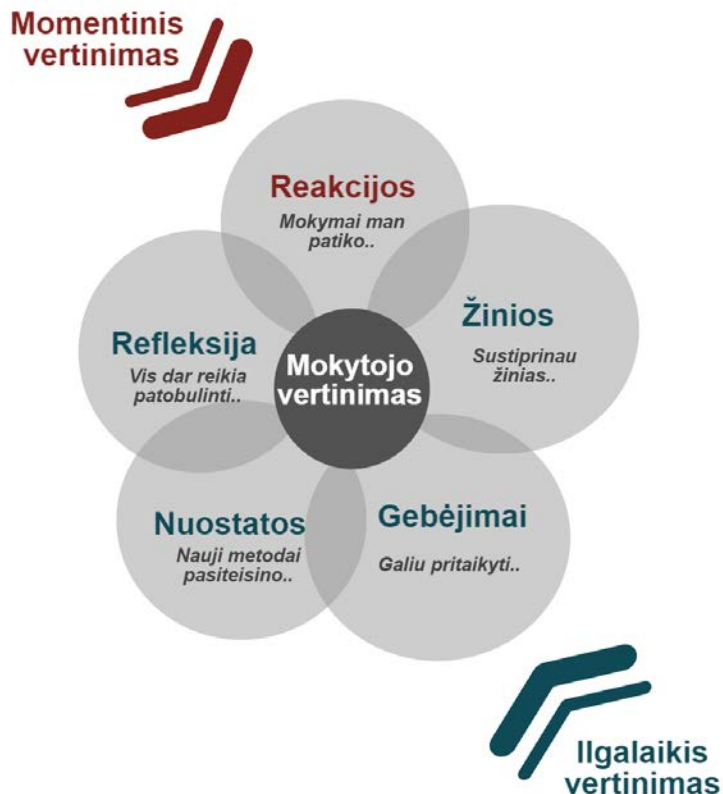 Momentinis
vertinimas
Reakcijos
Mokymai man
patiko..
Žinios
Sustiprinau
žinias..
Refleksija
Vis dar reikia
patobulinti..
Mokytojo
vertinimas
Nuostatos
Nauji metodai
pasiteisino..
Gebėjimai
Galiu pritaikyti..
Ilgalaikis
vertinimas